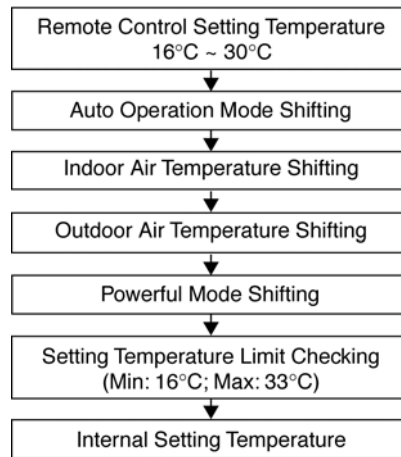 Remote Control Setting Temperature
16°C ~ 30°C
Auto Operation Mode Shifting
Indoor Air Temperature Shifting
Outdoor Air Temperature Shifting
Powerful Mode Shifting
Setting Temperature Limit Checking
(Min: 16°C; Max: 33°C)
Internal Setting Temperature